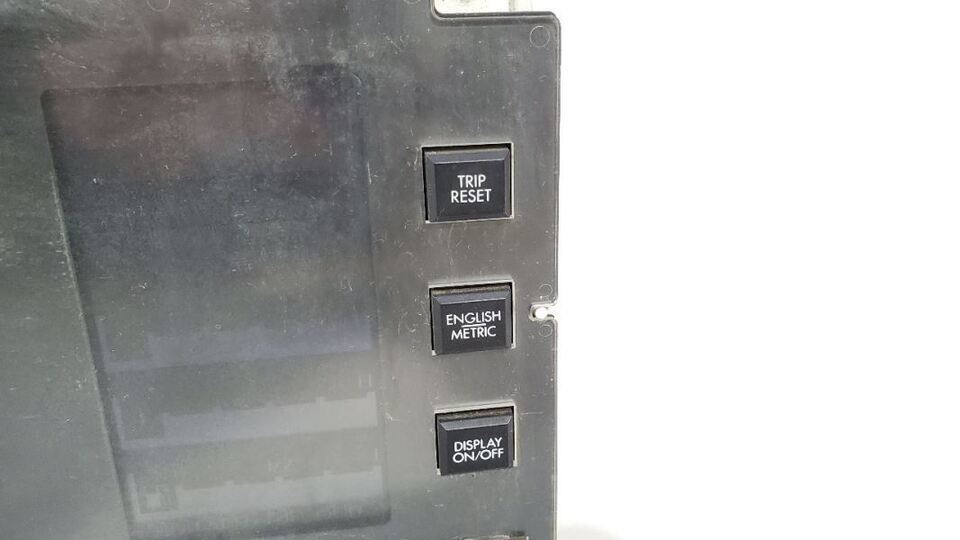 TRIP
RESET
ENGLISH
METRIC
DISPLAY
ON/OFF